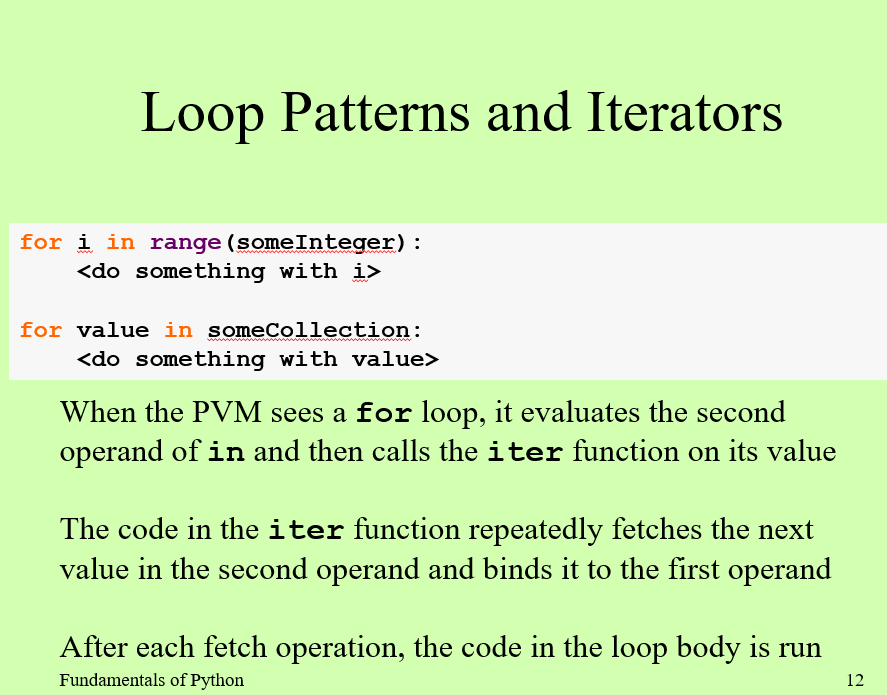 Loop Patterns and Iterators
for i in range(someInteger):
    <do something with i>
for value in someCollection:
    <do something with value>
When the PVM sees a for loop, it evaluates the second
operand of in and then calls the iter function on its value
The code in the iter function repeatedly fetches the next
value in the second operand and binds it to the first operand
After each fetch operation, the code in the loop body is run
Fundamentals of Python
12